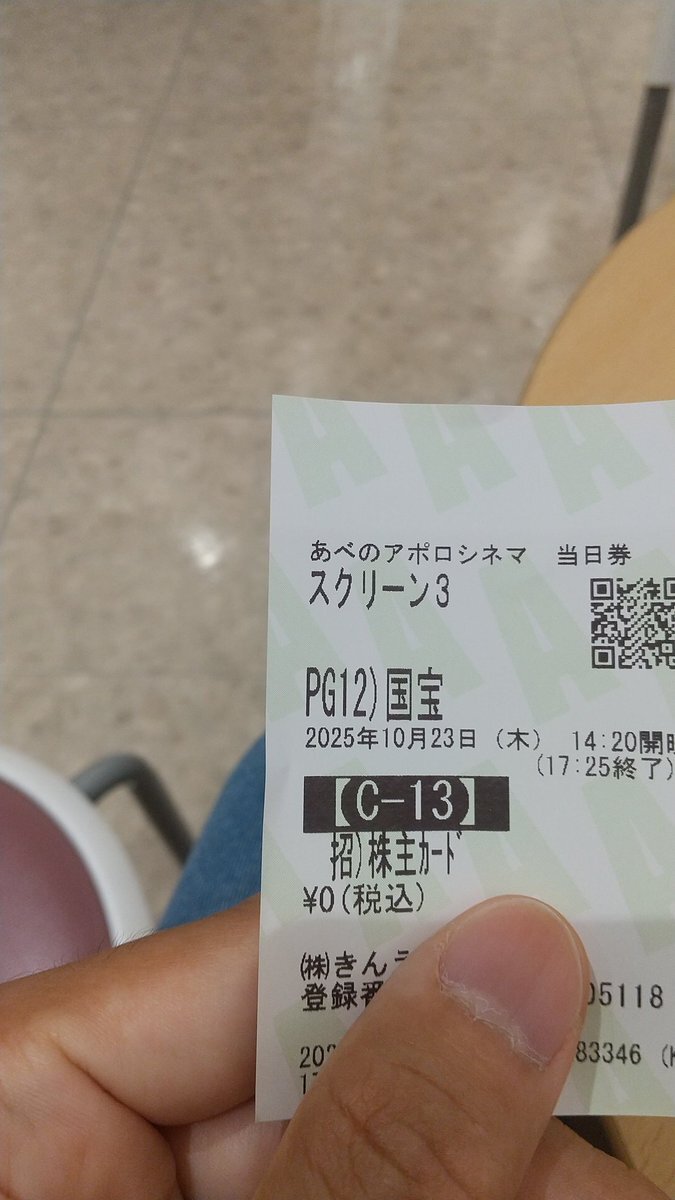 あべのアポロシネマ 当日券
スクリーン3
PG12)国宝
2025年10月23日（木） 14:20開
(17:25終了)
【C-13】
招)株主ｶｰﾄﾞ
¥0(税込)
㈱きん
登録 05118
202 83346